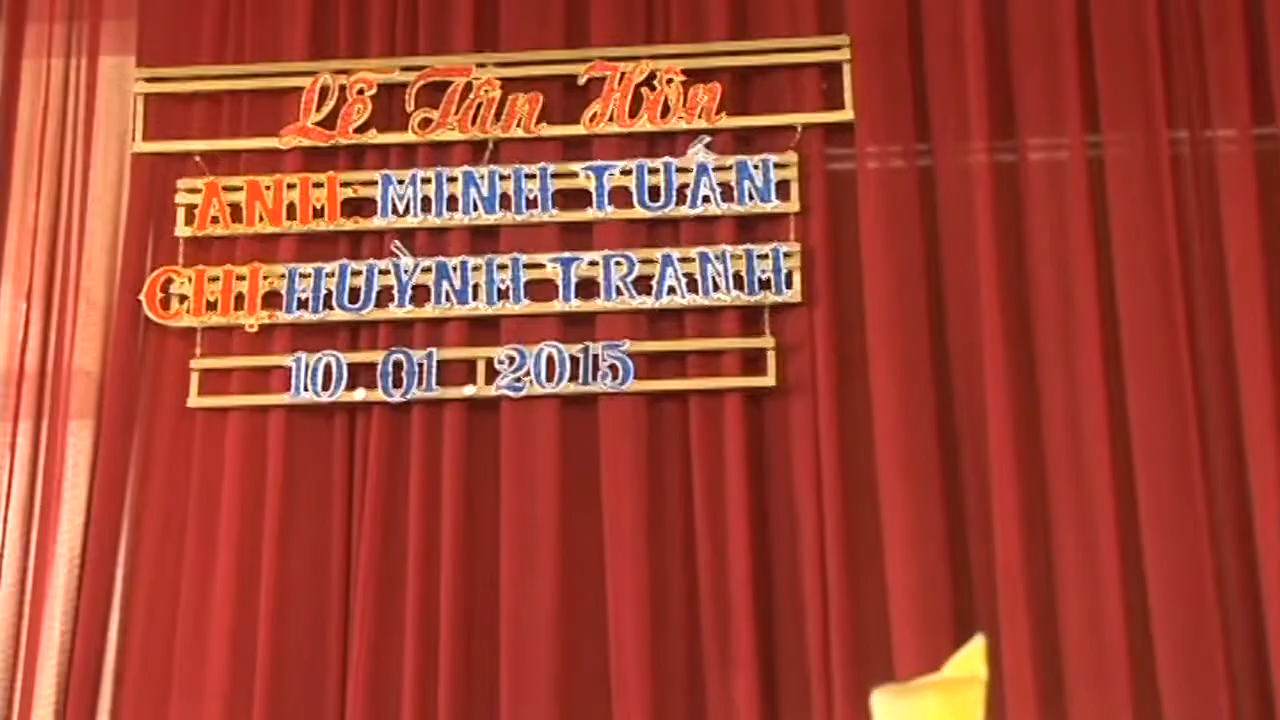 Lễ Tân Hôn
ANH: MINH TUẤN
CHỊ: HUỲNH TRANH
10.01.2015